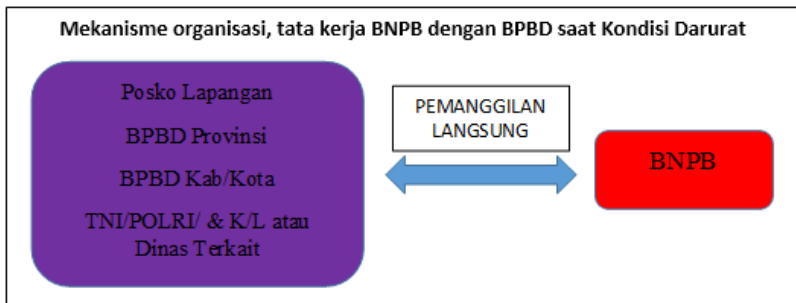 Mekanisme organisasi, tata kerja BNPB dengan BPBD saat Kondisi Darurat
Posko Lapangan
BPBD Provinsi
BPBD Kab/Kota
TNI/POLRI/ & K/L atau
Dinas Terkait
PEMANGGILAN
LANGSUNG
BNPB